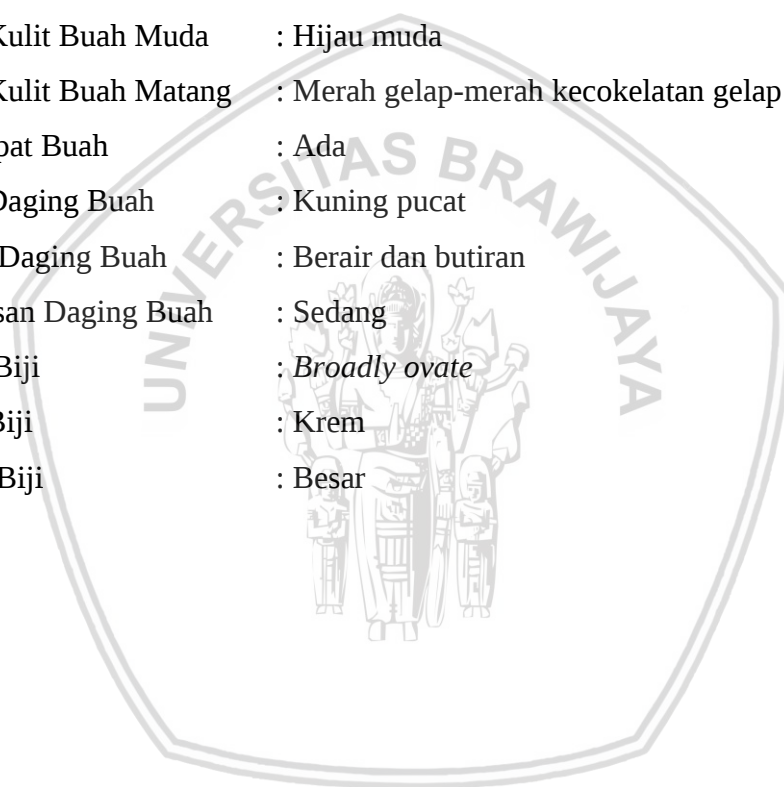 Kulit Buah Muda : Hijau muda
Kulit Buah Matang : Merah gelap-merah kecokelatan gelap
pat Buah : Ada
Daging Buah : Kuning pucat
Daging Buah : Berair dan butiran
san Daging Buah : Sedang
Biji : Broadly ovate
Biji : Krem
Biji : Besar
UNIVERSITAS BRAWIJAYA